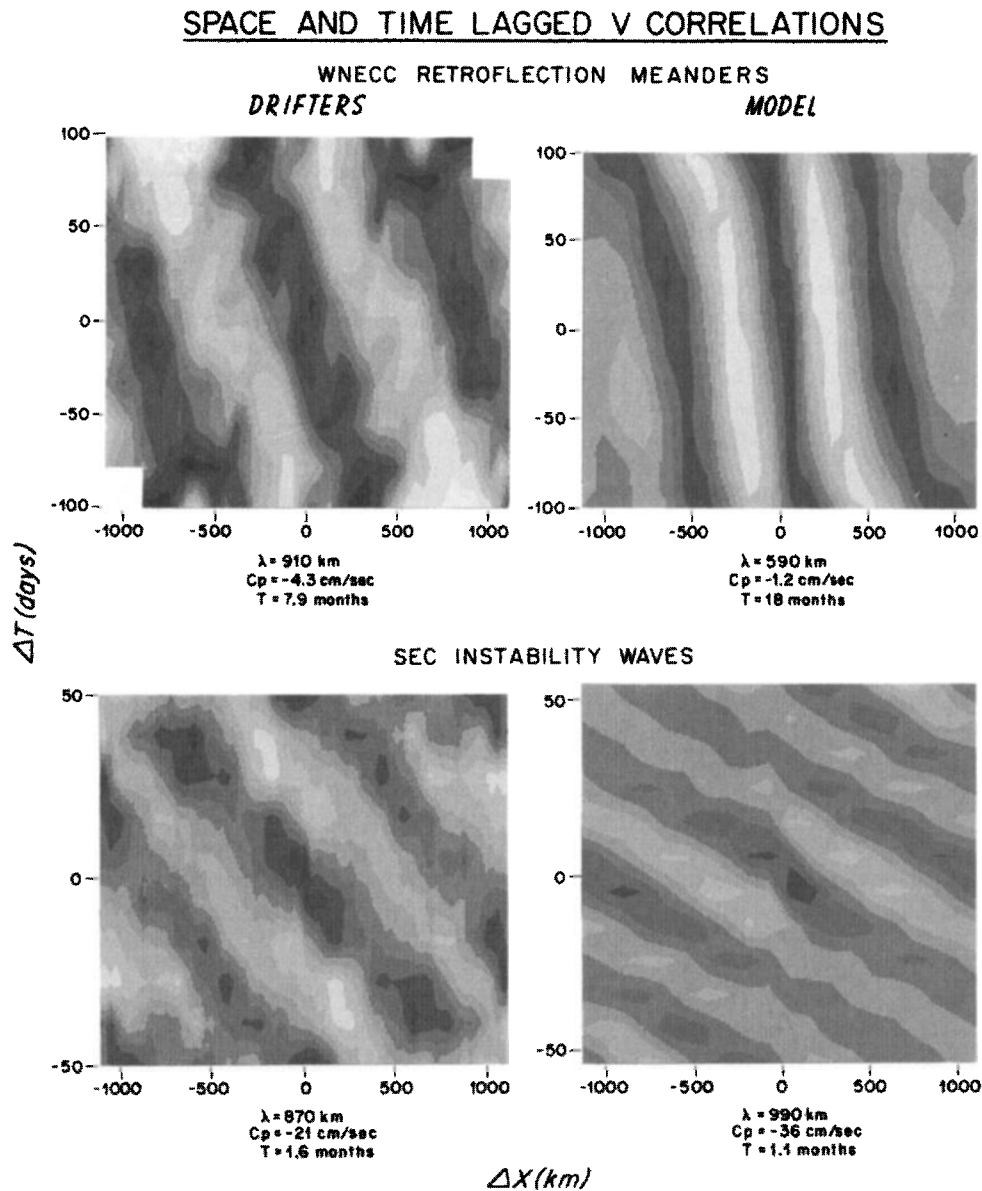 SPACE AND TIME LAGGED V CORRELATIONS
WNECC RETROFLECTION MEANDERS
DRIFTERS
MODEL
100
50
0
-50
-100
-1000 -500 0 500 1000
λ = 910 km
Cp = -4.3 cm/sec
T = 7.9 months
100
50
0
-50
-100
-1000 -500 0 500 1000
λ = 590 km
Cp = -1.2 cm/sec
T = 18 months
ΔT (days)
SEC INSTABILITY WAVES
50
0
-50
-1000 -500 0 500 1000
λ = 870 km
Cp = -21 cm/sec
T = 1.6 months
50
0
-50
-1000 -500 0 500 1000
λ = 990 km
Cp = -36 cm/sec
T = 1.1 months
ΔX (km)